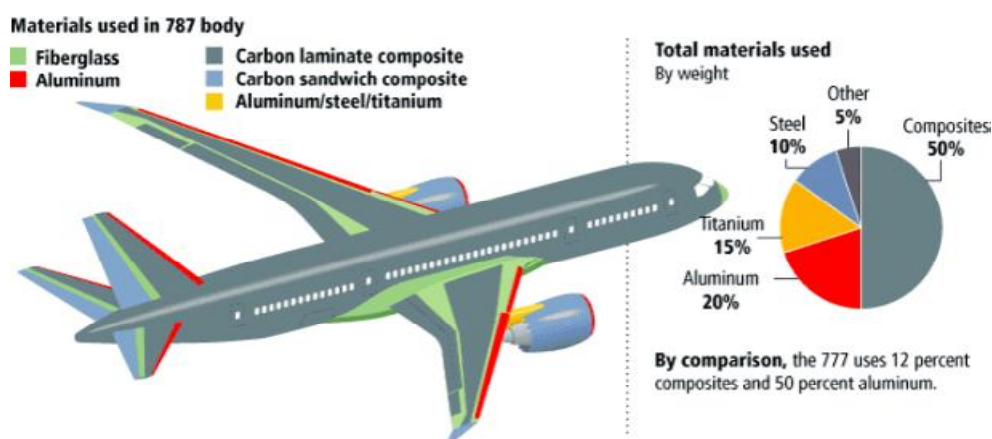 Materials used in 787 body
Fiberglass
Aluminum
Carbon laminate composite
Carbon sandwich composite
Aluminum/steel/titanium
Total materials used
By weight
Other
5%
Steel
10%
Composites
50%
Titanium
15%
Aluminum
20%
By comparison, the 777 uses 12 percent
composites and 50 percent aluminum.